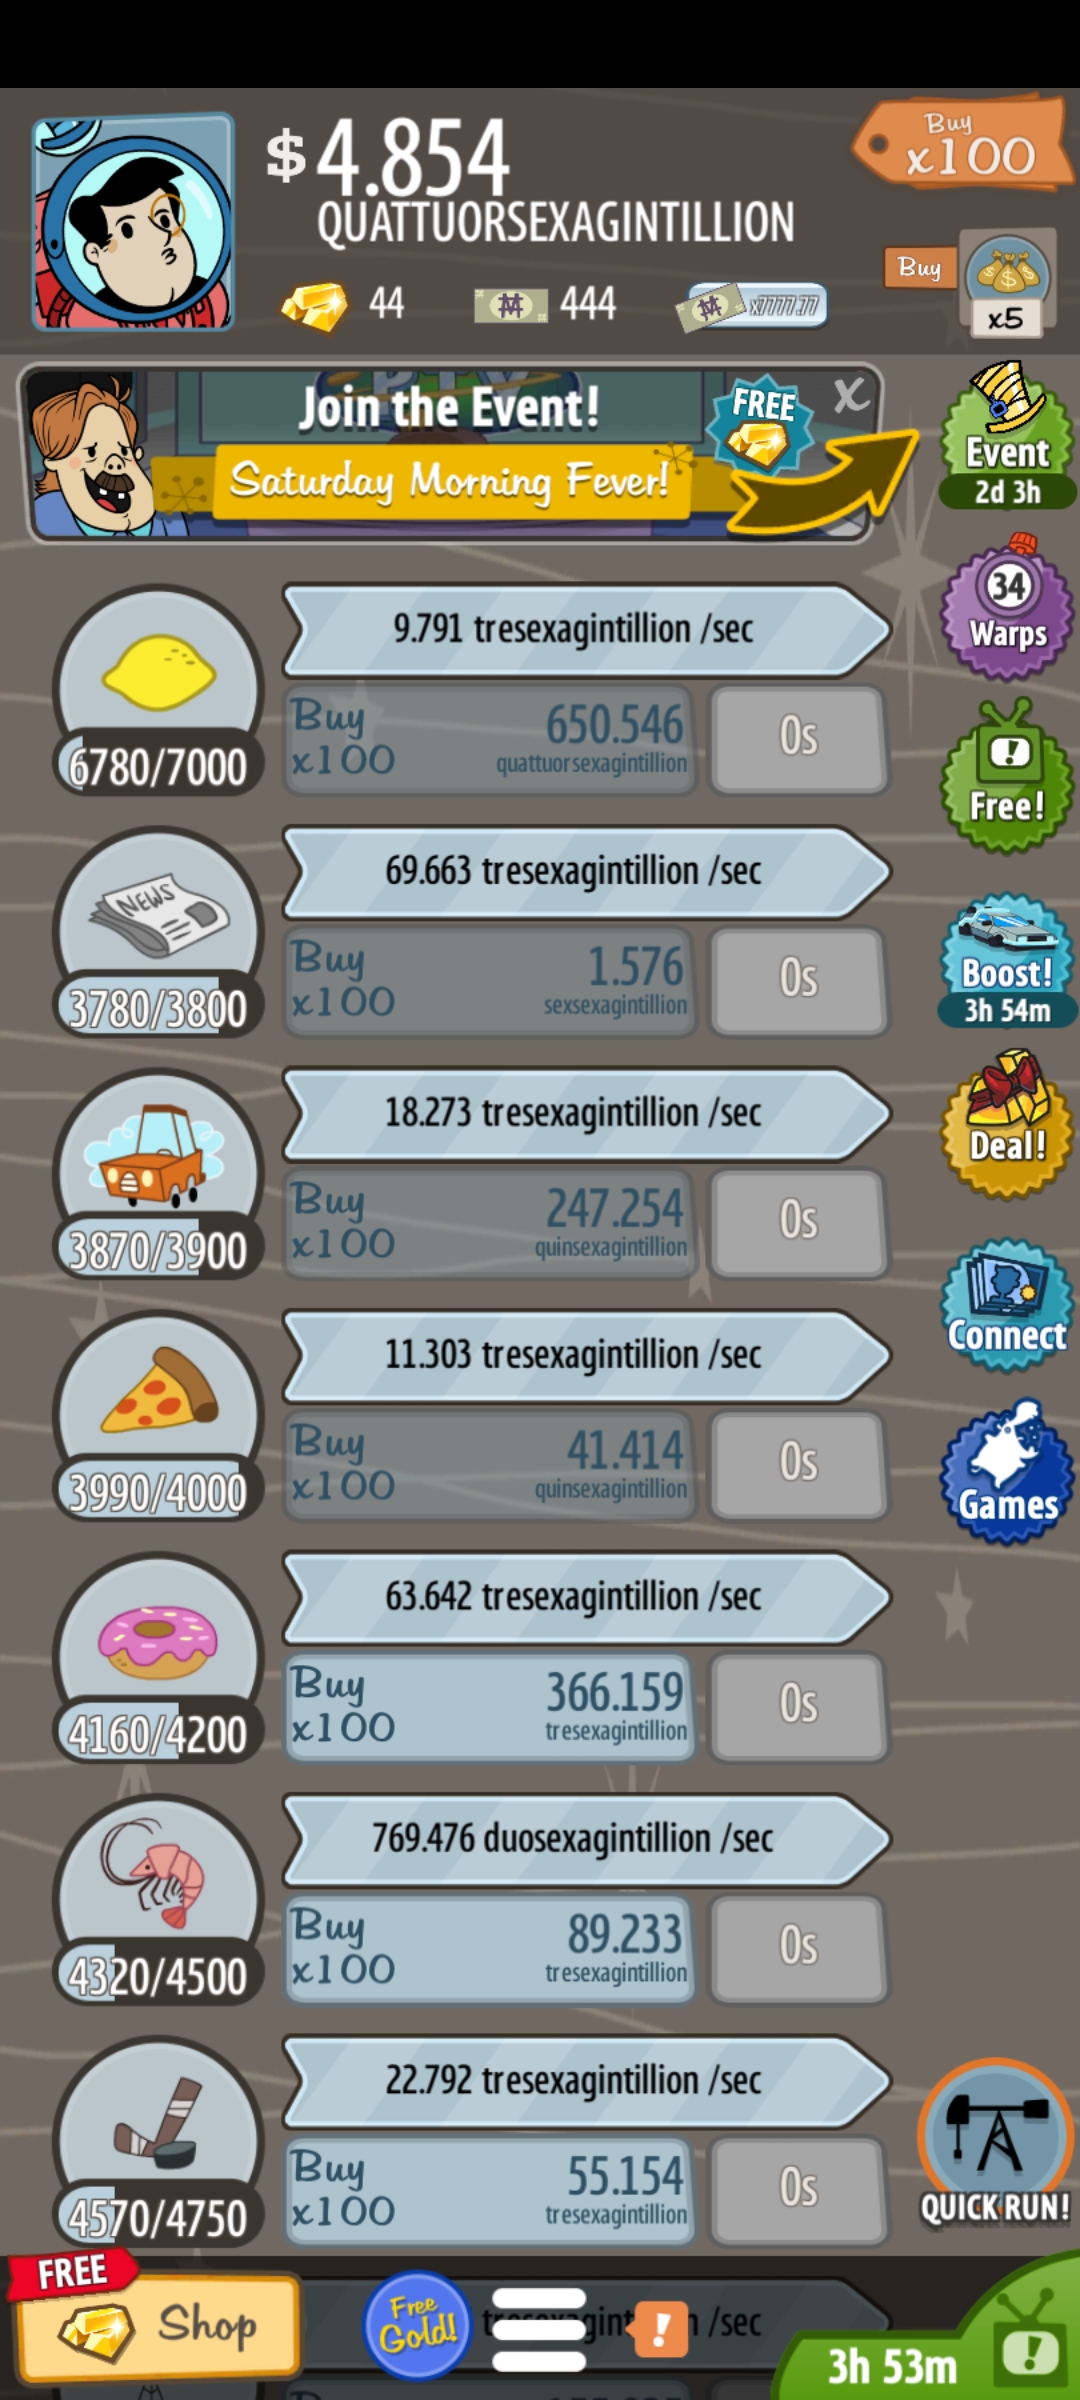 $4.854
QUATTUORSEXAGINTILLION
Buy
x100
44
444
x7777.77
Buy
x5
Join the Event!
Saturday Morning Fever!
FREE
X
Event
2d 3h
34
Warps
Free!
Boost!
3h 54m
Deal!
Connect
Games
9.791 tresexagintillion /sec
6780/7000
Buy
x100
650.546
quattuorsexagintillion
0s
69.663 tresexagintillion /sec
NEWS
3780/3800
Buy
x100
1.576
sexsexagintillion
0s
18.273 tresexagintillion /sec
3870/3900
Buy
x100
247.254
quinsexagintillion
0s
11.303 tresexagintillion /sec
3990/4000
Buy
x100
41.414
quinsexagintillion
0s
63.642 tresexagintillion /sec
4160/4200
Buy
x100
366.159
tresexagintillion
0s
769.476 duosexagintillion /sec
4320/4500
Buy
x100
89.233
tresexagintillion
0s
22.792 tresexagintillion /sec
4570/4750
Buy
x100
55.154
tresexagintillion
0s
QUICK RUN!
FREE
Shop
Free
Gold!
/sec
3h 53m